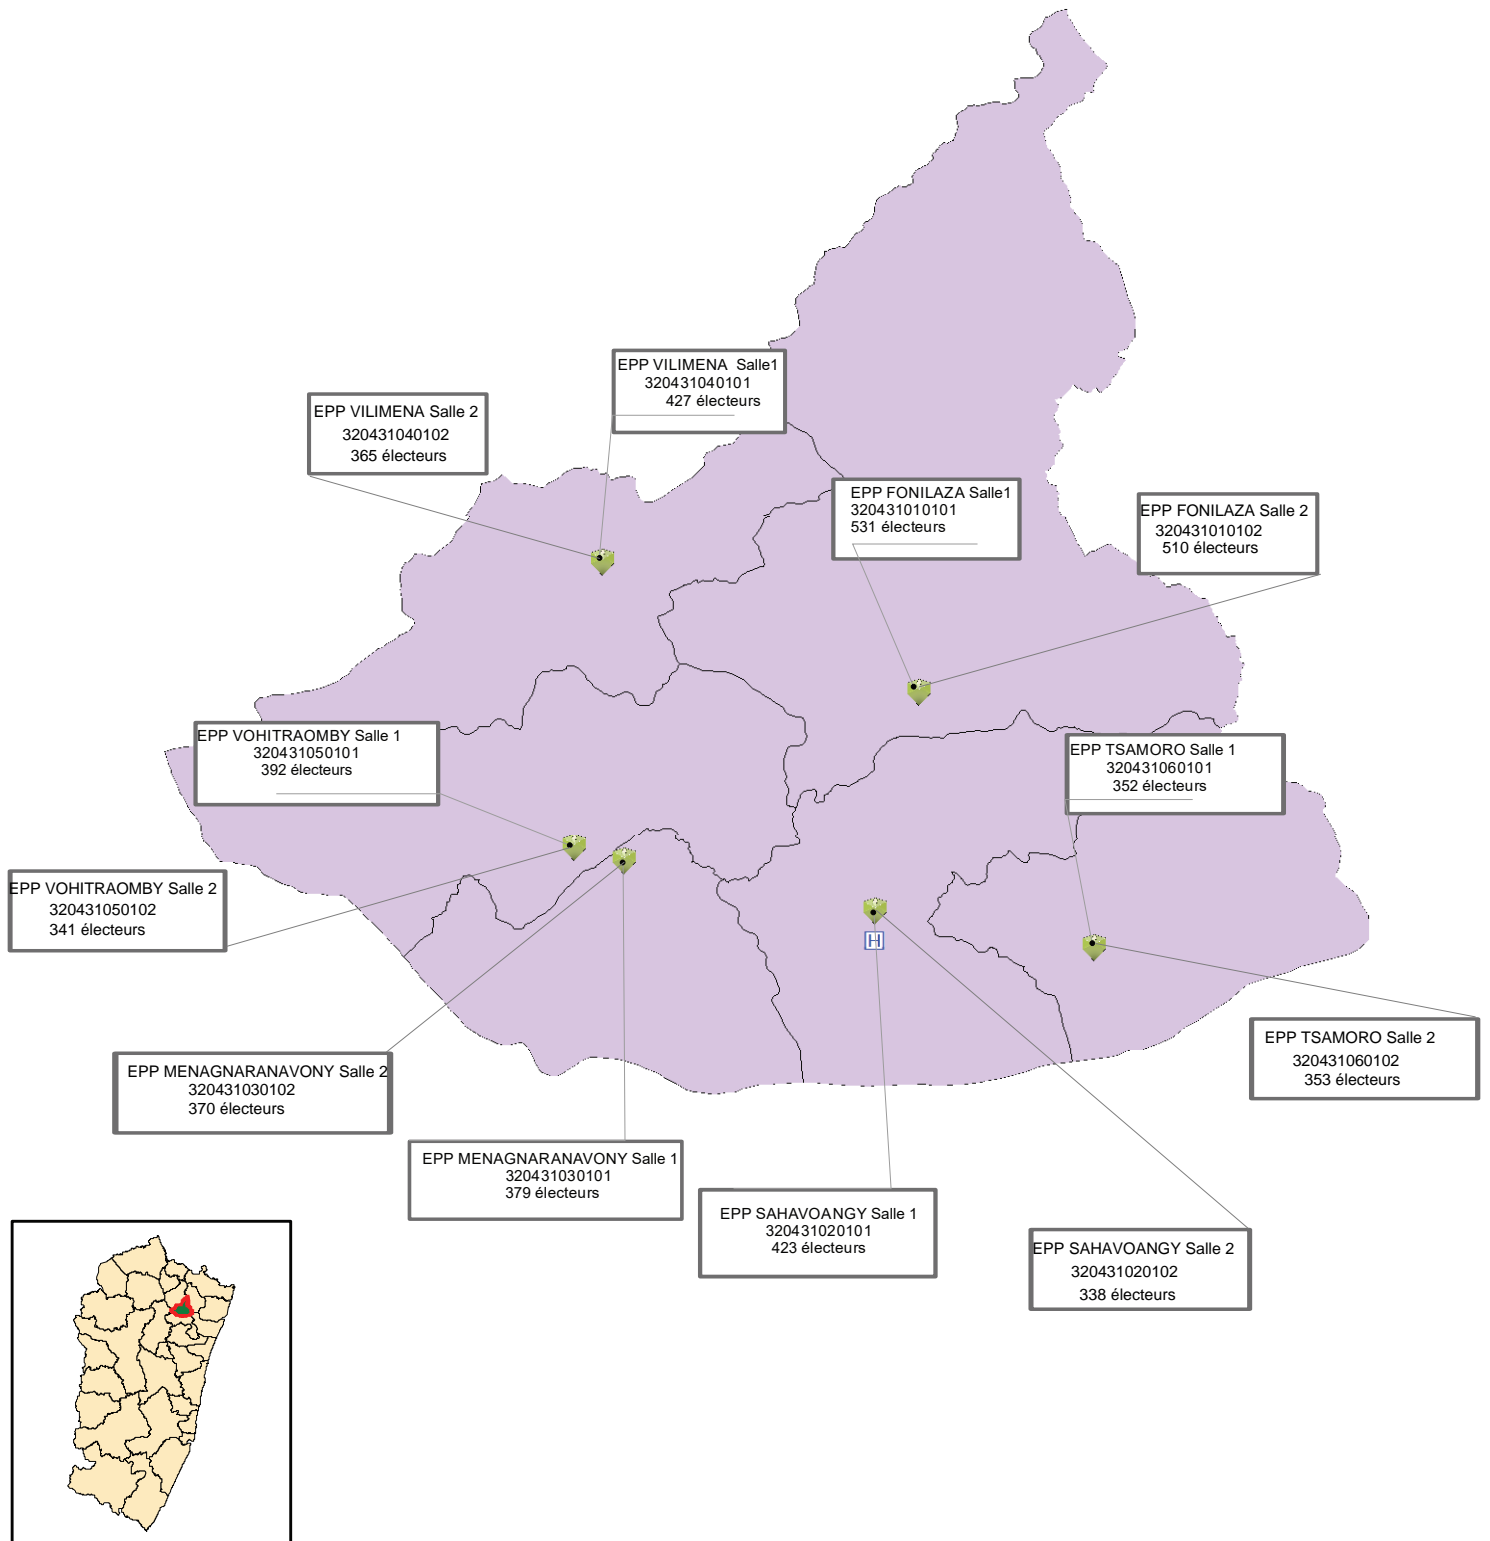 EPP VILIMENA  Salle1
320431040101
427 électeurs
EPP VILIMENA Salle 2
320431040102
365 électeurs
EPP FONILAZA Salle1
320431010101
531 électeurs
EPP FONILAZA Salle 2
320431010102
510 électeurs
EPP VOHITRAOMBY Salle 1
320431050101
392 électeurs
EPP TSAMORO Salle 1
320431060101
352 électeurs
EPP VOHITRAOMBY Salle 2
320431050102
341 électeurs
H
EPP TSAMORO Salle 2
320431060102
353 électeurs
EPP MENAGNARANAVONY Salle 2
320431030102
370 électeurs
EPP MENAGNARANAVONY Salle 1
320431030101
379 électeurs
EPP SAHAVOANGY Salle 1
320431020101
423 électeurs
EPP SAHAVOANGY Salle 2
320431020102
338 électeurs